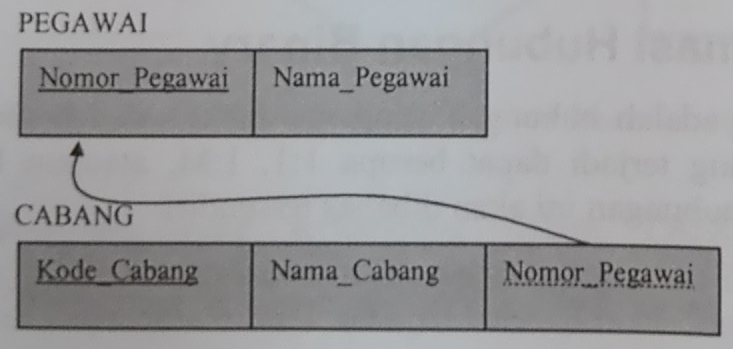 PEGAWAI
Nomor_Pegawai Nama_Pegawai
CABANG
Kode_Cabang Nama_Cabang Nomor_Pegawai